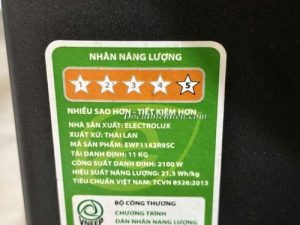 NHÃN NĂNG LƯỢNG
1 2 3 4 5
NHIỀU SAO HƠN - TIẾT KIỆM HƠN
NHÀ SẢN XUẤT: ELECTROLUX
XUẤT XỨ: THÁI LAN
MÃ SẢN PHẨM: EWF1142R9SC
TẢI DANH ĐỊNH: 11 KG
CÔNG SUẤT DANH ĐỊNH: 2100 W
HIỆU SUẤT NĂNG LƯỢNG: 21,3 Wh/kg
TIÊU CHUẨN VIỆT NAM: TCVN 8526:2013
BỘ CÔNG THƯƠNG
CHƯƠNG TRÌNH
DÁN NHÃN NĂNG LƯỢNG
VNEEP